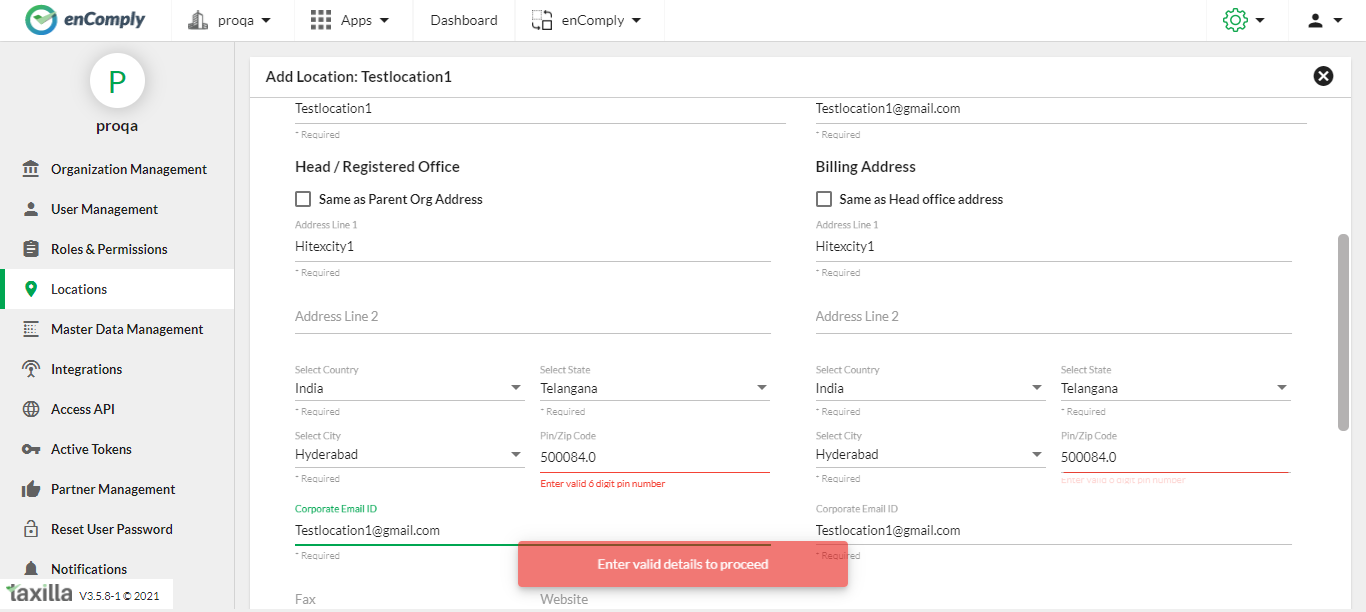 enComply proqa Apps Dashboard enComply
P
proqa
Organization Management
User Management
Roles & Permissions
Locations
Master Data Management
Integrations
Access API
Active Tokens
Partner Management
Reset User Password
Notifications
taxilla V3.5.8-1 © 2021
Add Location: Testlocation1
Testlocation1 Testlocation1@gmail.com
* Required * Required
Head / Registered Office Billing Address
Same as Parent Org Address Same as Head office address
Address Line 1 Address Line 1
Hitexcity1 Hitexcity1
* Required * Required
Address Line 2 Address Line 2
Select Country Select State Select Country Select State
India Telangana India Telangana
* Required * Required * Required * Required
Select City Pin/Zip Code Select City Pin/Zip Code
Hyderabad 500084.0 Hyderabad 500084.0
* Required Enter valid 6 digit pin number * Required Enter valid 6 digit pin number
Corporate Email ID Corporate Email ID
Testlocation1@gmail.com Testlocation1@gmail.com
* Required * Required
Enter valid details to proceed
Fax Website